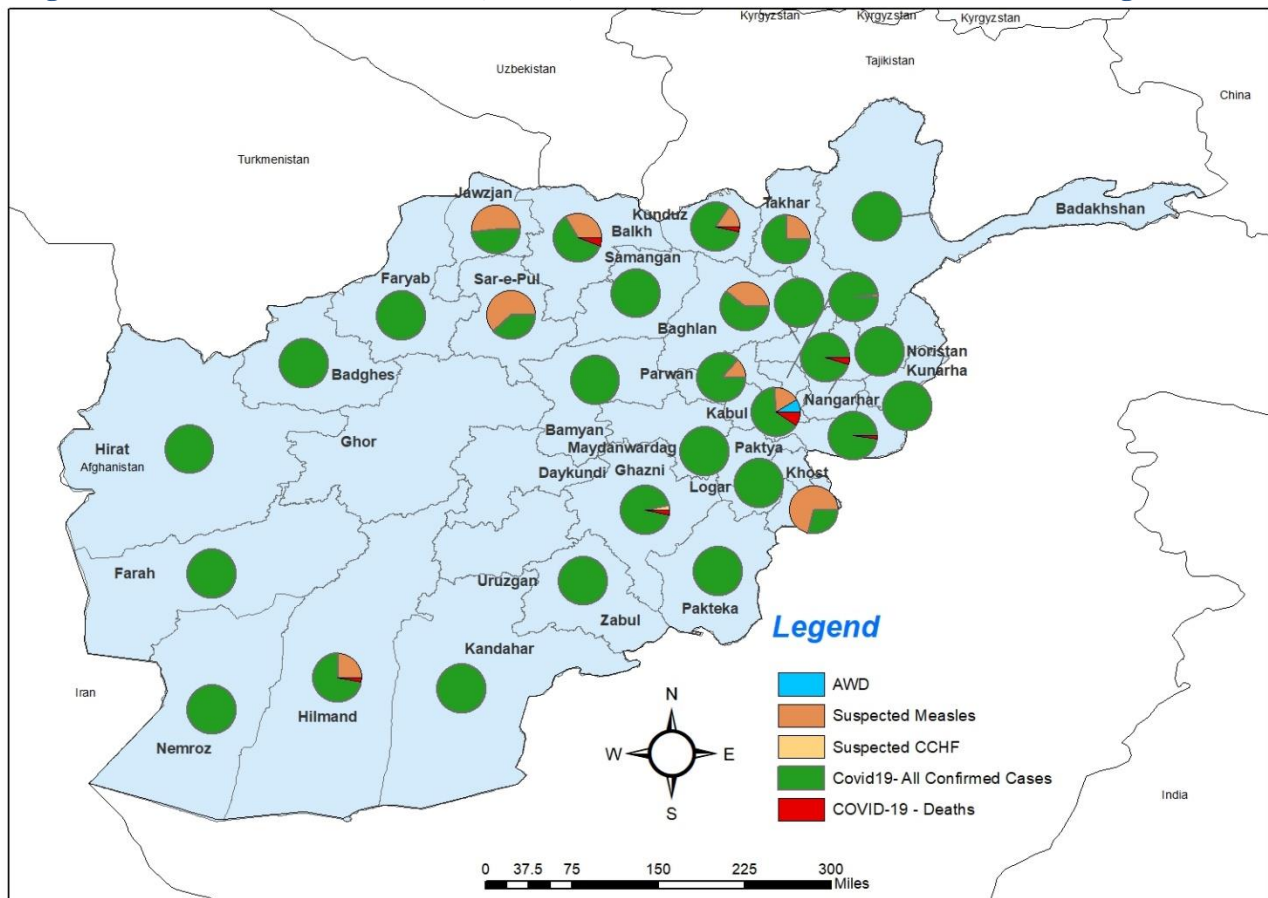 Kyrgyzstan
Kyrgyzstan
Kyrgyzstan
Uzbekistan
Tajikistan
China
Turkmenistan
Jawzjan
Kunduz
Takhar
Badakhshan
Balkh
Samangan
Faryab
Sar-e-Pul
Baghlan
Noristan
Kunarha
Badghes
Parwan
Kabul
Nangarhar
Hirat
Afghanistan
Ghor
Bamyan
Maydanwardag
Paktya
Daykundi
Ghazni
Khost
Logar
Farah
Uruzgan
Zabul
Pakteka
Kandahar
Iran
Hilmand
Nemroz
India
Legend
AWD
Suspected Measles
Suspected CCHF
Covid19- All Confirmed Cases
COVID-19 - Deaths
N
W E
S
0 37.5 75 150 225 300
Miles